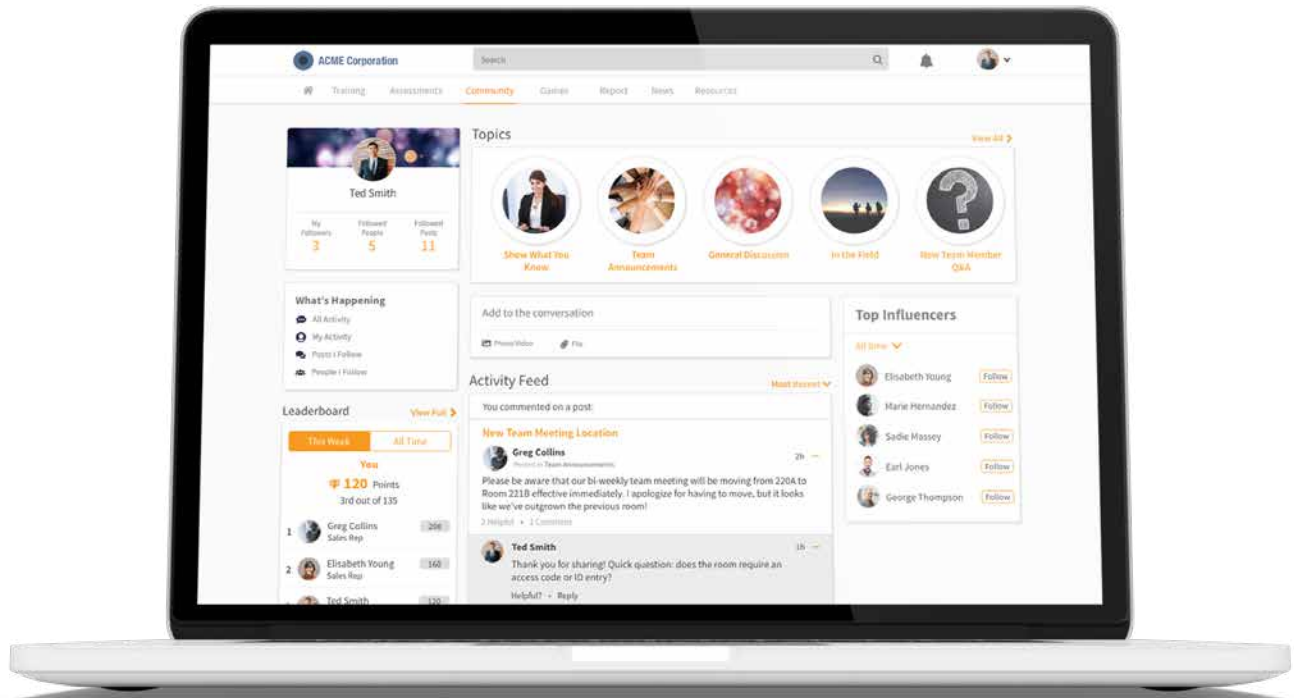 ACME Corporation
Search
Training Assessments Community Games Report News Resources
Ted Smith
My Followers
3
Followed People
5
Followed Posts
11
Topics
View All
Show What You
Know
Team
Announcements
General Discussion
In the Field
New Team Member
Q&A
What's Happening
All Activity
My Activity
Posts I Follow
People I Follow
Leaderboard
View Full
This Week All Time
You
120 Points
3rd out of 135
1 Greg Collins
Sales Rep
2 Elisabeth Young 160
Sales Rep
Ted Smith 120
Add to the conversation
Photo/Video File
Activity Feed
Most Recent
You commented on a post:
New Team Meeting Location
Greg Collins 2h
Posted in Team Announcements
Please be aware that our bi-weekly team meeting will be moving from 220A to
Room 221B effective immediately. I apologize for having to move, but it looks
like we've outgrown the previous room!
2 Helpful • 2 Comments
Ted Smith 1h
Thank you for sharing! Quick question: does the room require an
access code or ID entry?
Helpful? • Reply
Top Influencers
All time
Elisabeth Young Follow
Marie Hernandez Follow
Sadie Massey Follow
Earl Jones Follow
George Thompson Follow